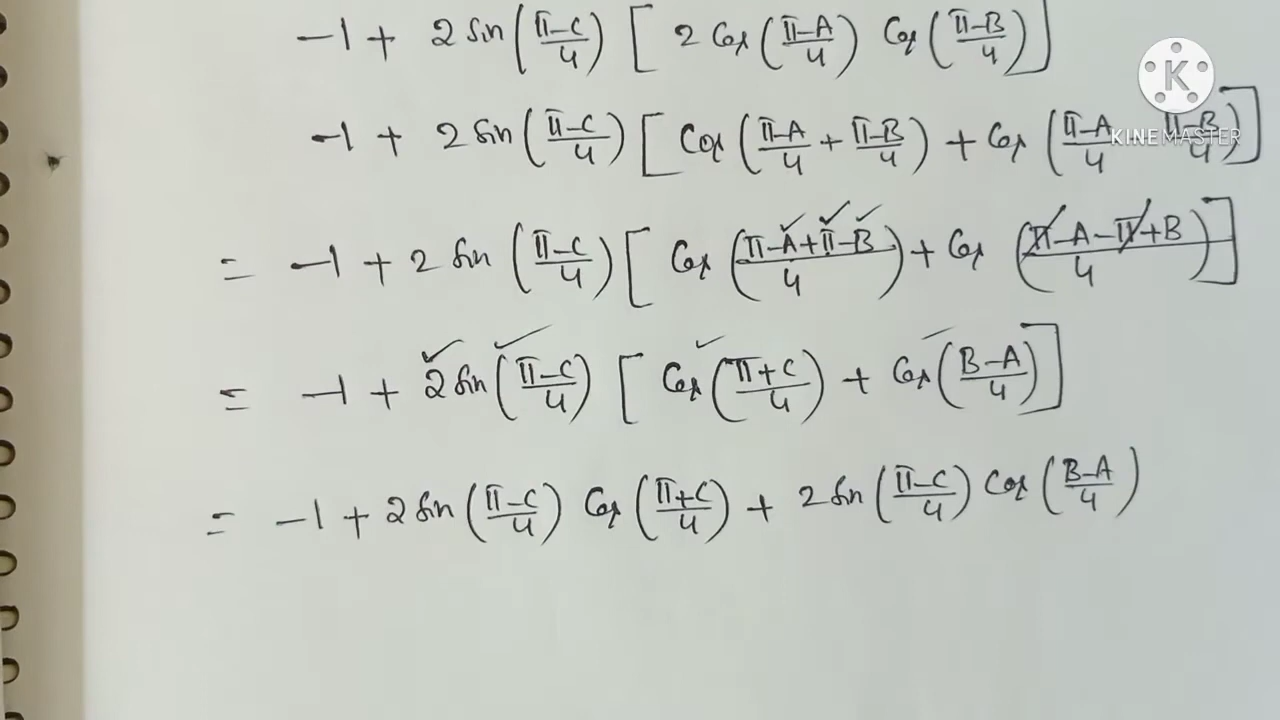 -1 + 2 Sin(π-C/4) [ 2 Cos(π-A/4) Cos(π-B/4) ]
-1 + 2 Sin(π-C/4) [ Cos(π-A/4 + π-B/4) + Cos(π-A/4 π-B/4) ]
KINEMASTER
= -1 + 2 Sin(π-C/4) [ Cos(π-A+π-B/4) + Cos(π-A-π+B/4) ]
= -1 + 2 Sin(π-C/4) [ Cos(π+C/4) + Cos(B-A/4) ]
= -1 + 2 Sin(π-C/4) Cos(π+C/4) + 2 Sin(π-C/4) Cos(B-A/4)